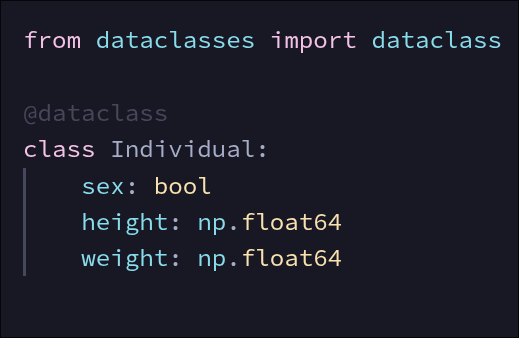 from dataclasses import dataclass
@dataclass
class Individual:
    sex: bool
    height: np.float64
    weight: np.float64